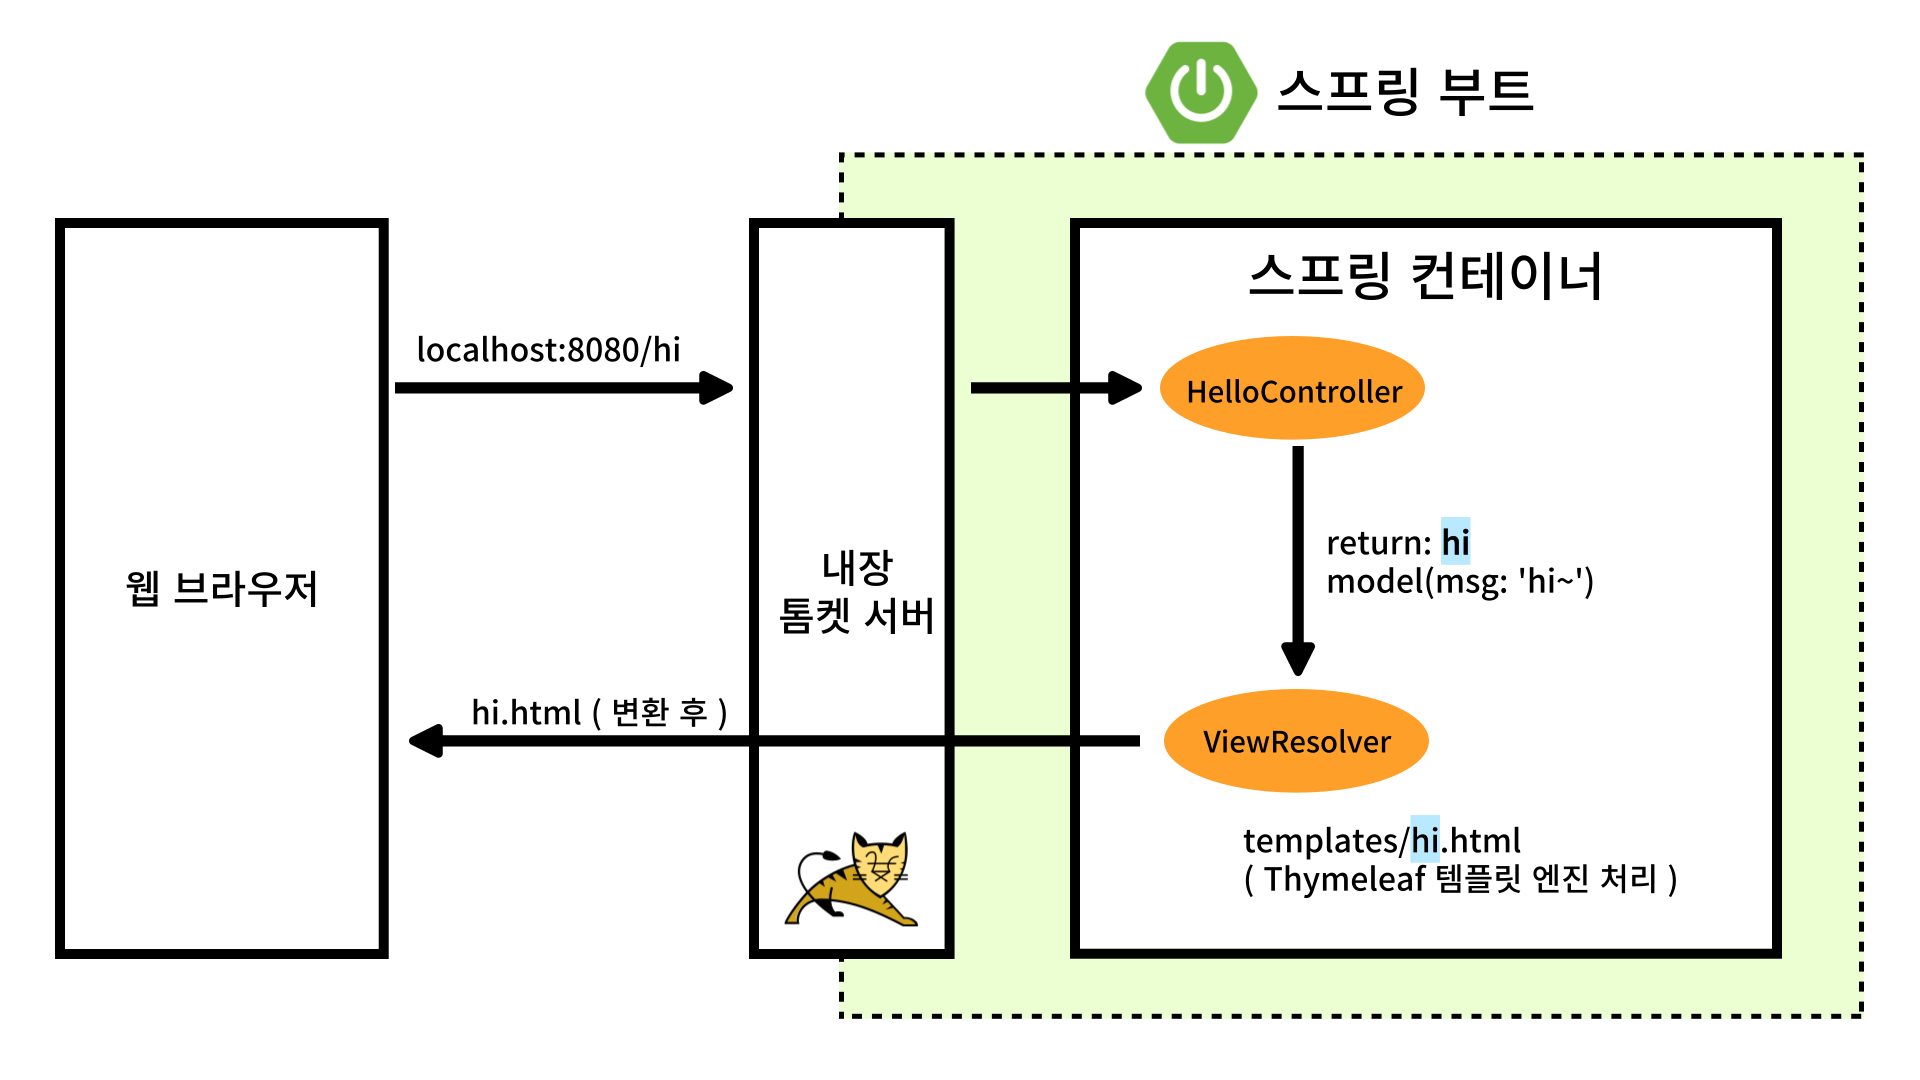 스프링 부트
스프링 컨테이너
localhost:8080/hi
HelloController
웹 브라우저
내장
톰켓 서버
return: hi
model(msg: 'hi~')
hi.html ( 변환 후 )
ViewResolver
templates/hi.html
( Thymeleaf 템플릿 엔진 처리 )